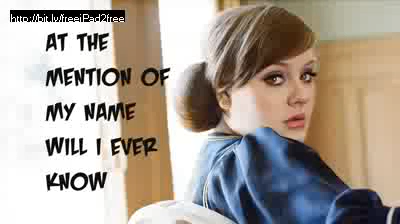 http://bit.ly/freeiPad2free
AT THE
MENTION OF
MY NAME
WILL I EVER
KNOW